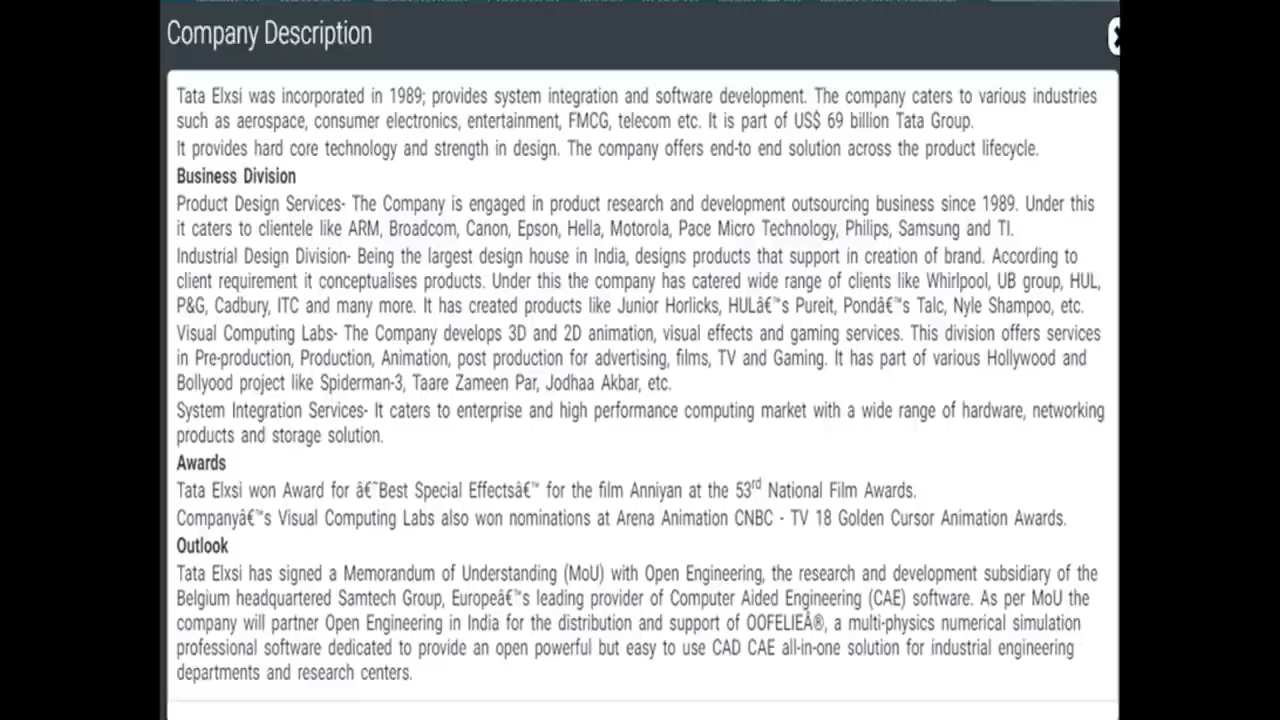 Company Description
Tata Elxsi was incorporated in 1989; provides system integration and software development. The company caters to various industries
such as aerospace, consumer electronics, entertainment, FMCG, telecom etc. It is part of US$ 69 billion Tata Group.
It provides hard core technology and strength in design. The company offers end-to end solution across the product lifecycle.
Business Division
Product Design Services- The Company is engaged in product research and development outsourcing business since 1989. Under this
it caters to clientele like ARM, Broadcom, Canon, Epson, Hella, Motorola, Pace Micro Technology, Philips, Samsung and TI.
Industrial Design Division- Being the largest design house in India, designs products that support in creation of brand. According to
client requirement it conceptualises products. Under this the company has catered wide range of clients like Whirlpool, UB group, HUL,
P&G, Cadbury, ITC and many more. It has created products like Junior Horlicks, HULâ€™s Pureit, Pondâ€™s Talc, Nyle Shampoo, etc.
Visual Computing Labs- The Company develops 3D and 2D animation, visual effects and gaming services. This division offers services
in Pre-production, Production, Animation, post production for advertising, films, TV and Gaming. It has part of various Hollywood and
Bollyood project like Spiderman-3, Taare Zameen Par, Jodhaa Akbar, etc.
System Integration Services- It caters to enterprise and high performance computing market with a wide range of hardware, networking
products and storage solution.
Awards
Tata Elxsi won Award for â€˜Best Special Effectsâ€™ for the film Anniyan at the 53rd National Film Awards.
Companyâ€™s Visual Computing Labs also won nominations at Arena Animation CNBC - TV 18 Golden Cursor Animation Awards.
Outlook
Tata Elxsi has signed a Memorandum of Understanding (MoU) with Open Engineering, the research and development subsidiary of the
Belgium headquartered Samtech Group, Europeâ€™s leading provider of Computer Aided Engineering (CAE) software. As per MoU the
company will partner Open Engineering in India for the distribution and support of OOFELIEÂ®, a multi-physics numerical simulation
professional software dedicated to provide an open powerful but easy to use CAD CAE all-in-one solution for industrial engineering
departments and research centers.